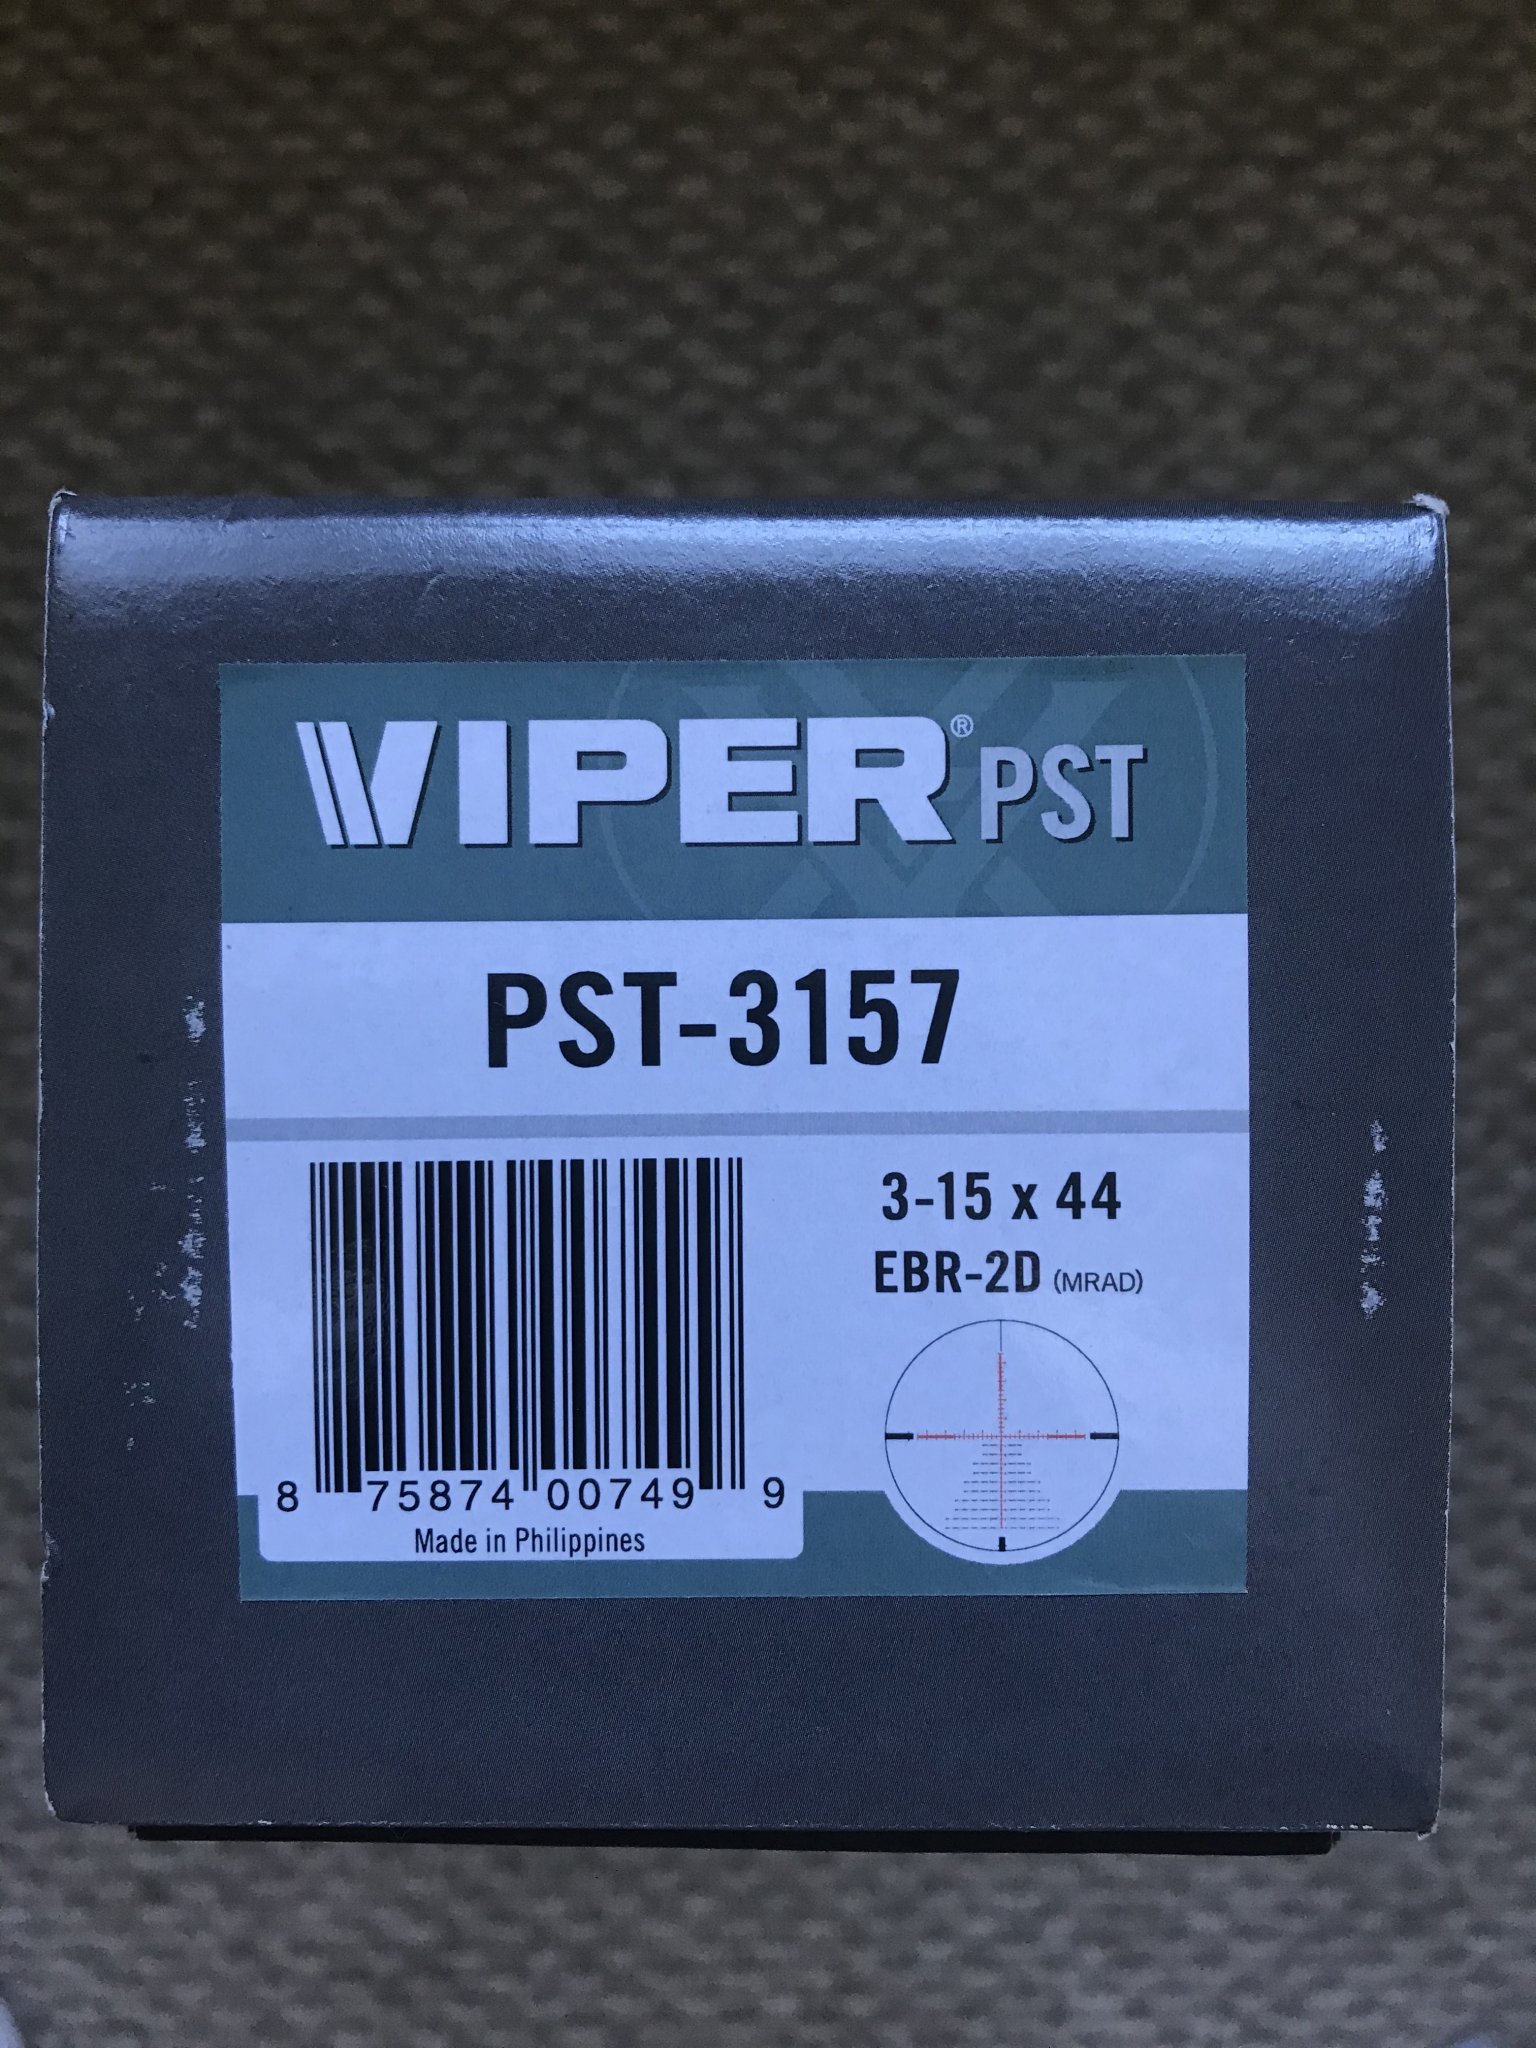 VIPER® PST
PST-3157
3-15 x 44
EBR-2D (MRAD)
8 75874 00749 9
Made in Philippines